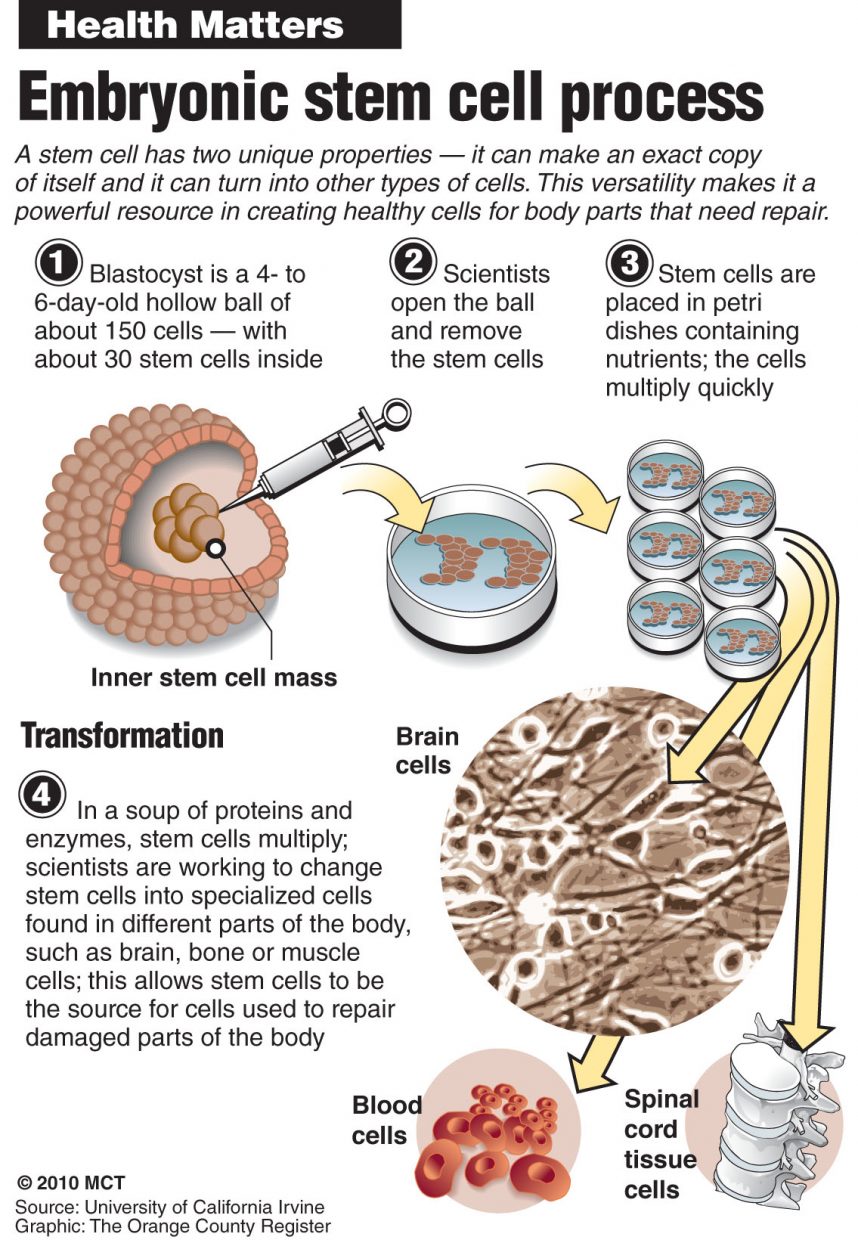 Health Matters
Embryonic stem cell process
A stem cell has two unique properties — it can make an exact copy
of itself and it can turn into other types of cells. This versatility makes it a
powerful resource in creating healthy cells for body parts that need repair.
1 Blastocyst is a 4- to
6-day-old hollow ball of
about 150 cells — with
about 30 stem cells inside
2 Scientists
open the ball
and remove
the stem cells
3 Stem cells are
placed in petri
dishes containing
nutrients; the cells
multiply quickly
Inner stem cell mass
Transformation
4 In a soup of proteins and
enzymes, stem cells multiply;
scientists are working to change
stem cells into specialized cells
found in different parts of the body,
such as brain, bone or muscle
cells; this allows stem cells to be
the source for cells used to repair
damaged parts of the body
Brain
cells
Blood
cells
Spinal
cord
tissue
cells
© 2010 MCT
Source: University of California Irvine
Graphic: The Orange County Register